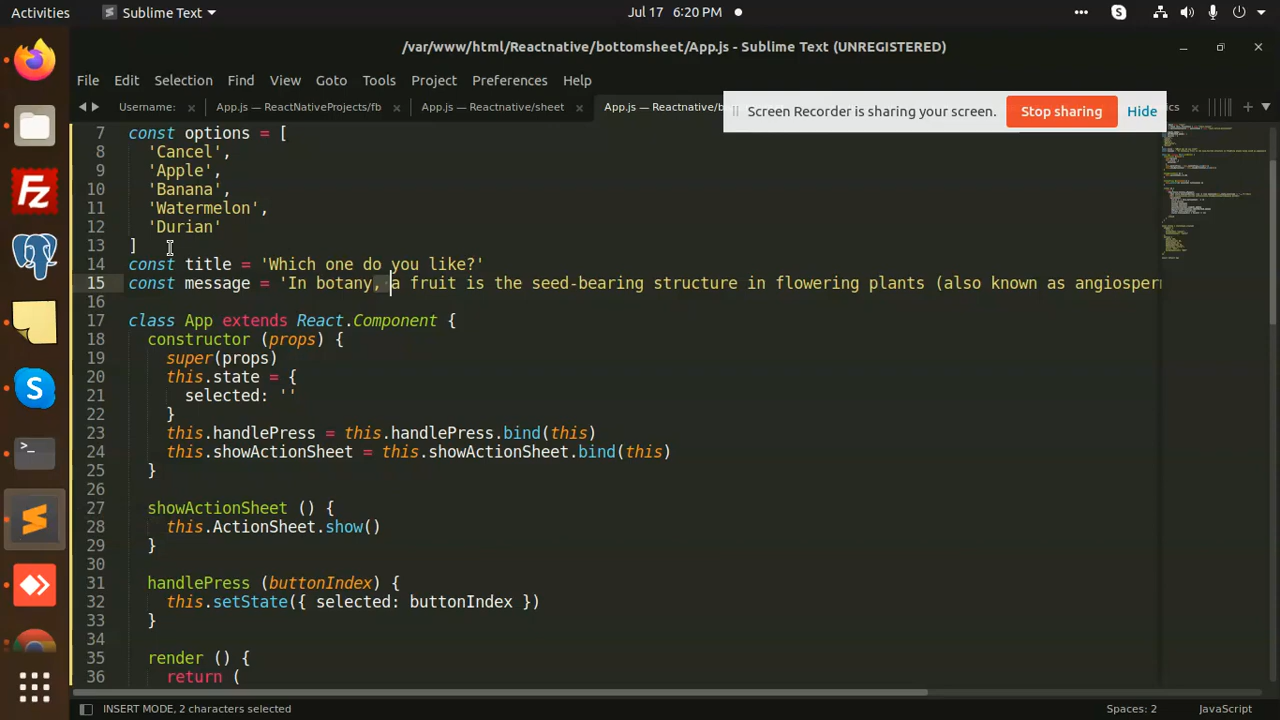 Activities
Sublime Text
Jul 17 6:20 PM
/var/www/html/Reactnative/bottomsheet/App.js - Sublime Text (UNREGISTERED)
File Edit Selection Find View Goto Tools Project Preferences Help
Username: App.js — ReactNativeProjects/fb App.js — Reactnative/sheet App.js — Reactnative/b
Screen Recorder is sharing your screen. Stop sharing Hide
7 const options = [
8 'Cancel',
9 'Apple',
10 'Banana',
11 'Watermelon',
12 'Durian'
13 ]
14 const title = 'Which one do you like?'
15 const message = 'In botany, a fruit is the seed-bearing structure in flowering plants (also known as angiosperm
16
17 class App extends React.Component {
18 constructor (props) {
19 super(props)
20 this.state = {
21 selected: ''
22 }
23 this.handlePress = this.handlePress.bind(this)
24 this.showActionSheet = this.showActionSheet.bind(this)
25 }
26
27 showActionSheet () {
28 this.ActionSheet.show()
29 }
30
31 handlePress (buttonIndex) {
32 this.setState({ selected: buttonIndex })
33 }
34
35 render () {
36 return (
INSERT MODE, 2 characters selected
Spaces: 2
JavaScript